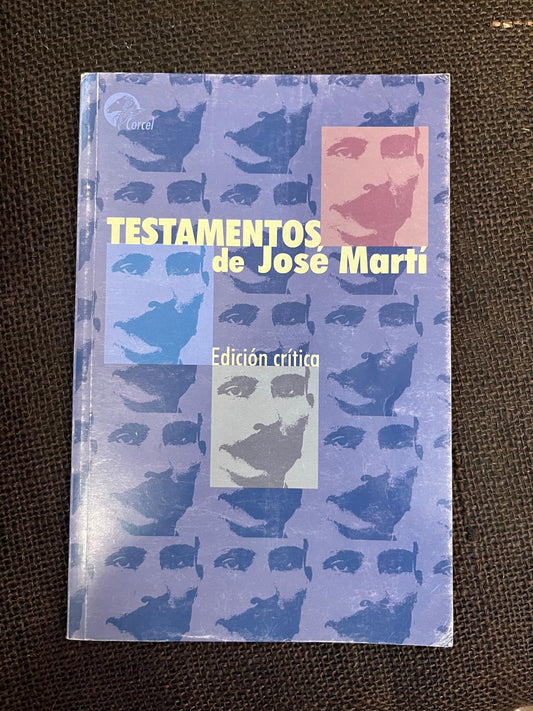 Corcel
TESTAMENTOS
de José Martí
Edición crítica